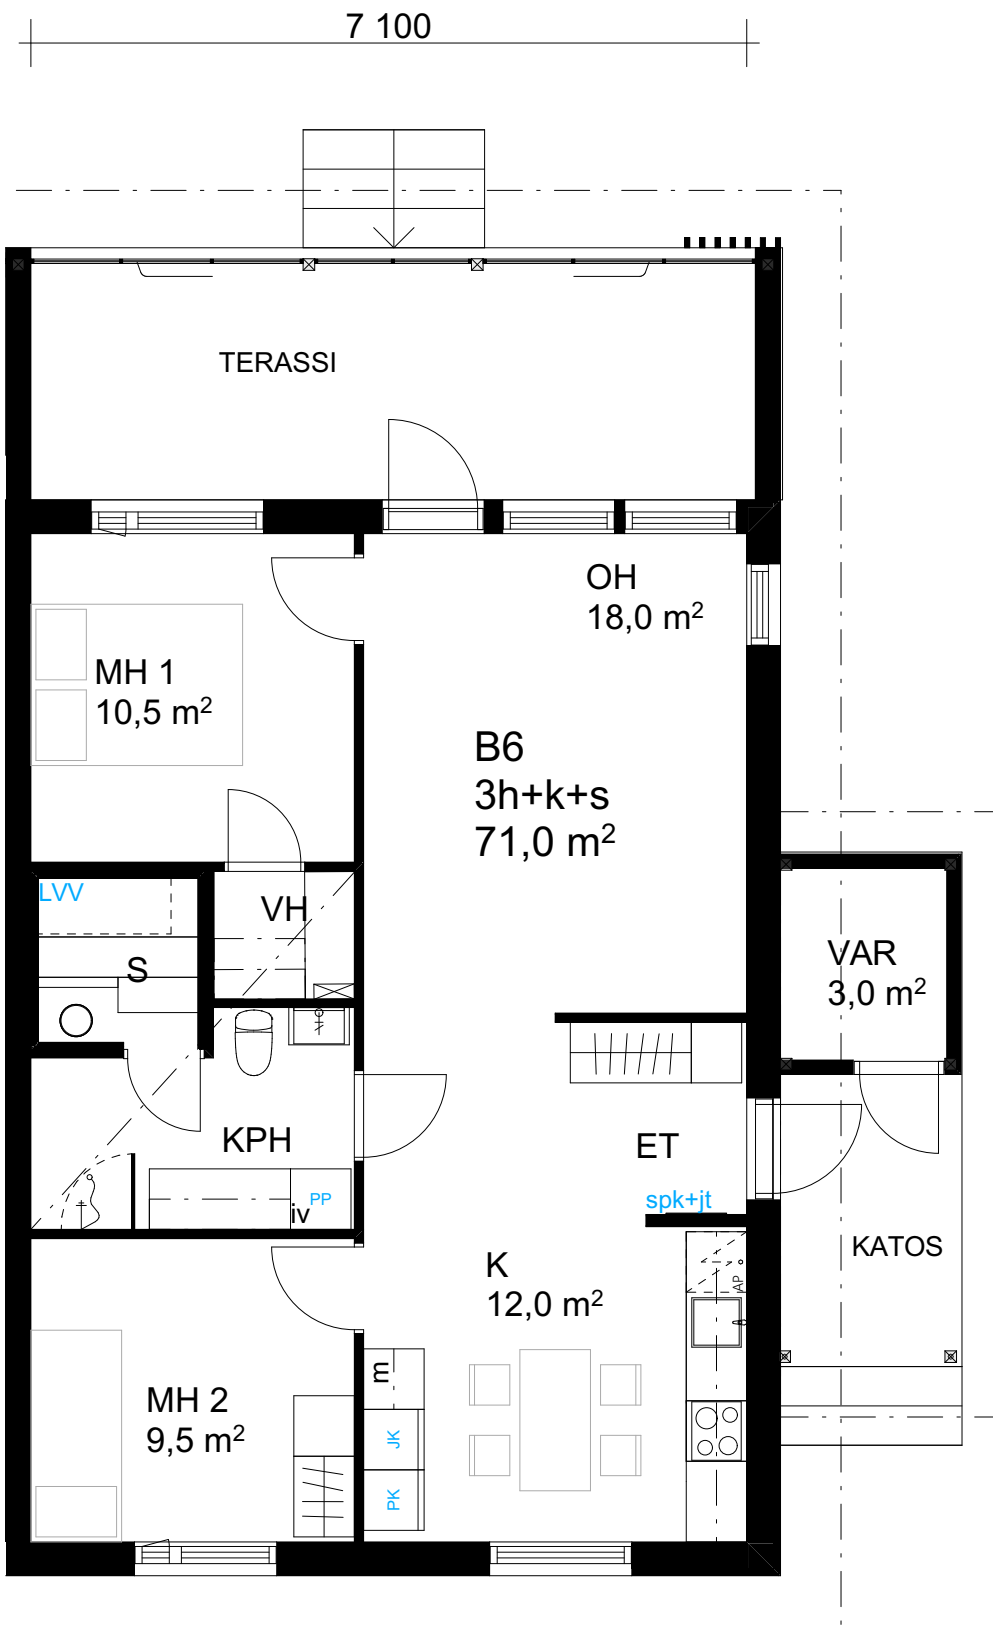 7 100
TERASSI
OH
18,0 m²
MH 1
10,5 m²
B6
3h+k+s
71,0 m²
LVV
VH
S
VAR
3,0 m²
KPH
ET
PP
iv
spk+jt
KATOS
K
12,0 m²
AP
m
MH 2
9,5 m²
JK
PK